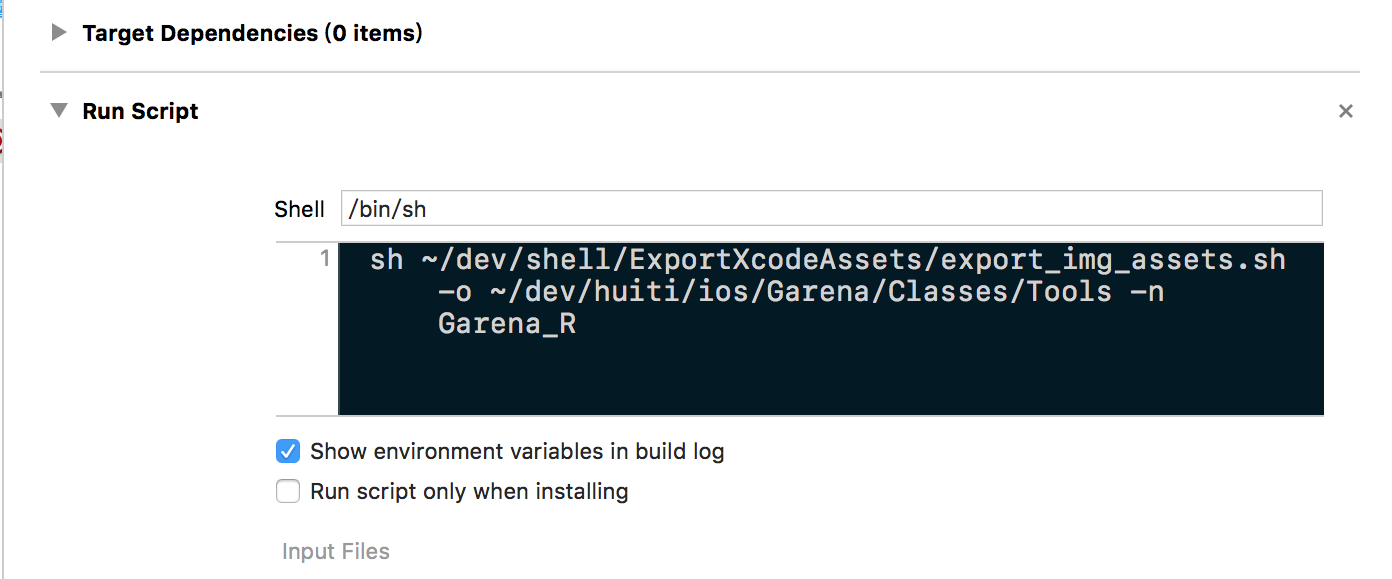 Target Dependencies (0 items)
Run Script
Shell /bin/sh
1 sh ~/dev/shell/ExportXcodeAssets/export_img_assets.sh
-o ~/dev/huiti/ios/Garena/Classes/Tools -n
Garena_R
Show environment variables in build log
Run script only when installing
Input Files